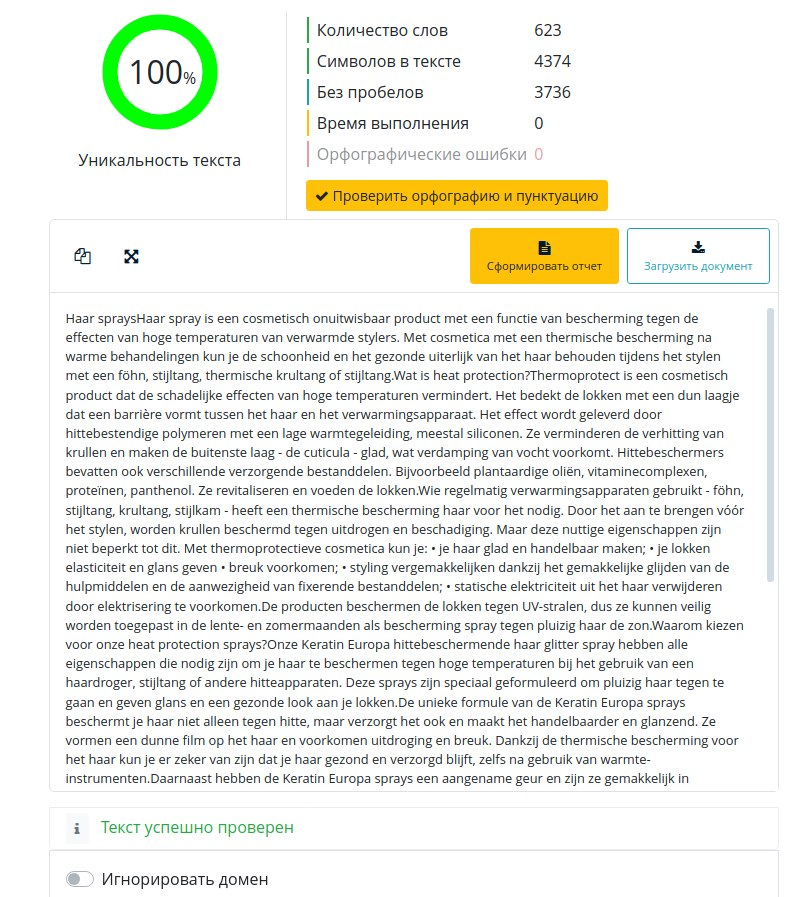 100%
Уникальность текста
Количество слов 623
Символов в тексте 4374
Без пробелов 3736
Время выполнения 0
Орфографические ошибки 0
Проверить орфографию и пунктуацию
Сформировать отчет
Загрузить документ
Haar spraysHaar spray is een cosmetisch onuitwisbaar product met een functie van bescherming tegen de
effecten van hoge temperaturen van verwarmde stylers. Met cosmetica met een thermische bescherming na
warme behandelingen kun je de schoonheid en het gezonde uiterlijk van het haar behouden tijdens het stylen
met een föhn, stijltang, thermische krultang of stijltang.Wat is heat protection?Thermoprotect is een cosmetisch
product dat de schadelijke effecten van hoge temperaturen vermindert. Het bedekt de lokken met een dun laagje
dat een barrière vormt tussen het haar en het verwarmingsapparaat. Het effect wordt geleverd door
hittebestendige polymeren met een lage warmtegeleiding, meestal siliconen. Ze verminderen de verhitting van
krullen en maken de buitenste laag - de cuticula - glad, wat verdamping van vocht voorkomt. Hittebeschermers
bevatten ook verschillende verzorgende bestanddelen. Bijvoorbeeld plantaardige oliën, vitaminecomplexen,
proteïnen, panthenol. Ze revitaliseren en voeden de lokken.Wie regelmatig verwarmingsapparaten gebruikt - föhn,
stijltang, krultang, stijlkam - heeft een thermische bescherming haar voor het nodig. Door het aan te brengen vóór
het stylen, worden krullen beschermd tegen uitdrogen en beschadiging. Maar deze nuttige eigenschappen zijn
niet beperkt tot dit. Met thermoprotectieve cosmetica kun je: • je haar glad en handelbaar maken; • je lokken
elasticiteit en glans geven • breuk voorkomen; • styling vergemakkelijken dankzij het gemakkelijke glijden van de
hulpmiddelen en de aanwezigheid van fixerende bestanddelen; • statische elektriciteit uit het haar verwijderen
door elektrisering te voorkomen.De producten beschermen de lokken tegen UV-stralen, dus ze kunnen veilig
worden toegepast in de lente- en zomermaanden als bescherming spray tegen pluizig haar de zon.Waarom kiezen
voor onze heat protection sprays?Onze Keratin Europa hittebeschermende haar glitter spray hebben alle
eigenschappen die nodig zijn om je haar te beschermen tegen hoge temperaturen bij het gebruik van een
haardroger, stijltang of andere hitteapparaten. Deze sprays zijn speciaal geformuleerd om pluizig haar tegen te
gaan en geven glans en een gezonde look aan je lokken.De unieke formule van de Keratin Europa sprays
beschermt je haar niet alleen tegen hitte, maar verzorgt het ook en maakt het handelbaarder en glanzend. Ze
vormen een dunne film op het haar en voorkomen uitdroging en breuk. Dankzij de thermische bescherming voor
het haar kun je er zeker van zijn dat je haar gezond en verzorgd blijft, zelfs na gebruik van warmte-
instrumenten.Daarnaast hebben de Keratin Europa sprays een aangename geur en zijn ze gemakkelijk in
Текст успешно проверен
Игнорировать домен